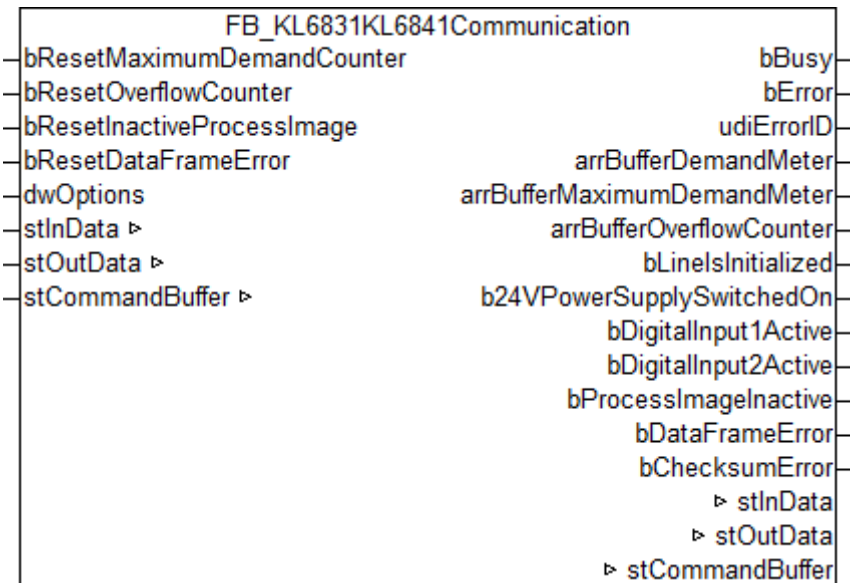 FB_KL6831KL6841Communication
bResetMaximumDemandCounter bBusy
bResetOverflowCounter bError
bResetInactiveProcessImage udiErrorID
bResetDataFrameError arrBufferDemandMeter
dwOptions arrBufferMaximumDemandMeter
stInData ▹ arrBufferOverflowCounter
stOutData ▹ bLineIsInitialized
stCommandBuffer ▹ b24VPowerSupplySwitchedOn
bDigitalInput1Active
bDigitalInput2Active
bProcessImageInactive
bDataFrameError
bChecksumError
▹ stInData
▹ stOutData
▹ stCommandBuffer